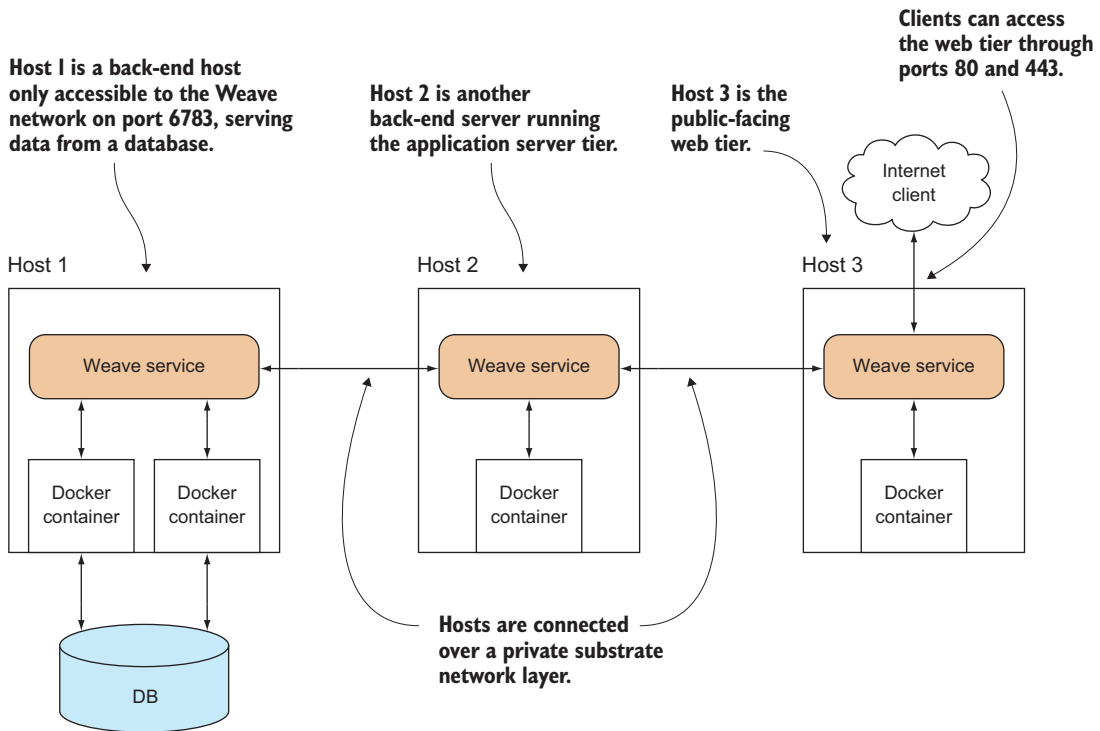 Host 1 is a back-end host
only accessible to the Weave
network on port 6783, serving
data from a database.
Host 2 is another
back-end server running
the application server tier.
Host 3 is the
public-facing
web tier.
Clients can access
the web tier through
ports 80 and 443.
Internet
client
Host 1
Host 2
Host 3
Weave service
Weave service
Weave service
Docker
container
Docker
container
Docker
container
Docker
container
Hosts are connected
over a private substrate
network layer.
DB